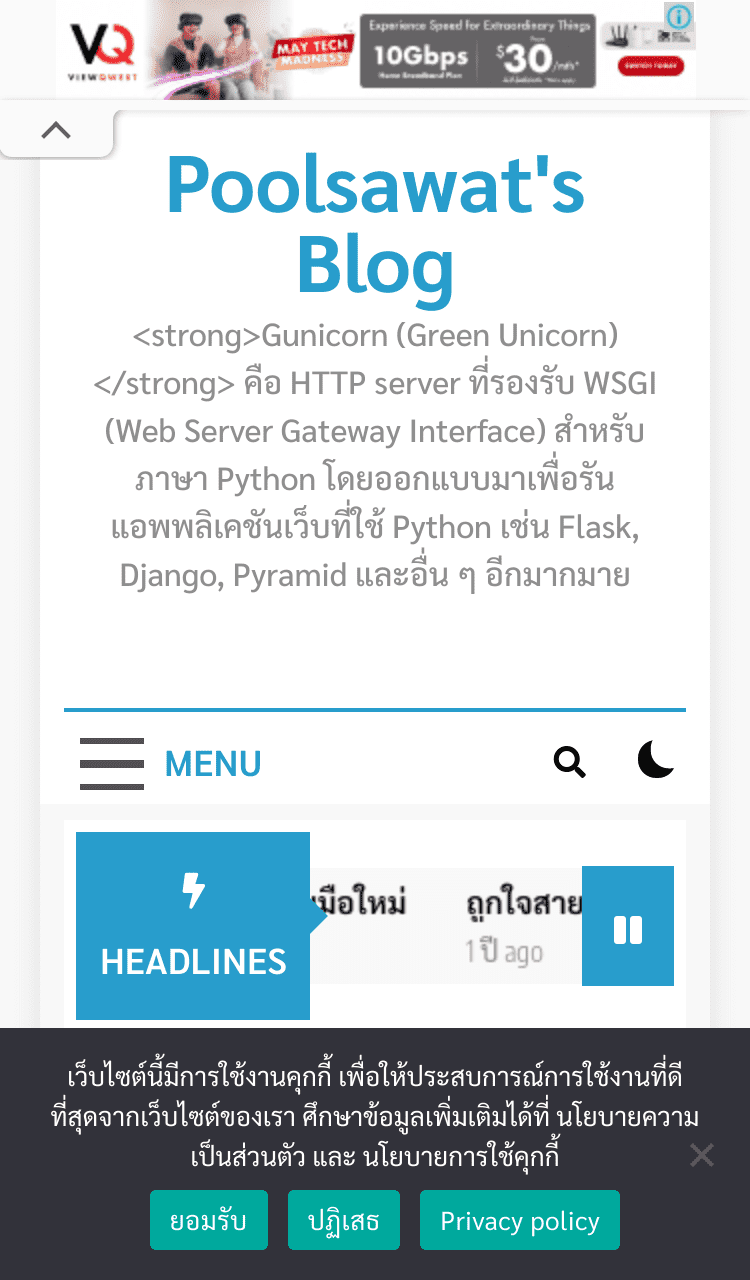 VQ
VIEWQWEST
MAY TECH
MADNESS
Experience Speed for Extraordinary Things
10Gbps
Home Broadband Plan
From
$30/mth*
Poolsawat's
Blog
<strong>Gunicorn (Green Unicorn)
</strong> คือ HTTP server ที่รองรับ WSGI
(Web Server Gateway Interface) สำหรับ
ภาษา Python โดยออกแบบมาเพื่อรัน
แอพพลิเคชันเว็บที่ใช้ Python เช่น Flask,
Django, Pyramid และอื่น ๆ อีกมากมาย
MENU
HEADLINES
มือใหม่
ถูกใจสาย
1 ปี ago
เว็บไซต์นี้มีการใช้งานคุกกี้ เพื่อให้ประสบการณ์การใช้งานที่ดี
ที่สุดจากเว็บไซต์ของเรา ศึกษาข้อมูลเพิ่มเติมได้ที่ นโยบายความ
เป็นส่วนตัว และ นโยบายการใช้คุกกี้
ยอมรับ
ปฏิเสธ
Privacy policy